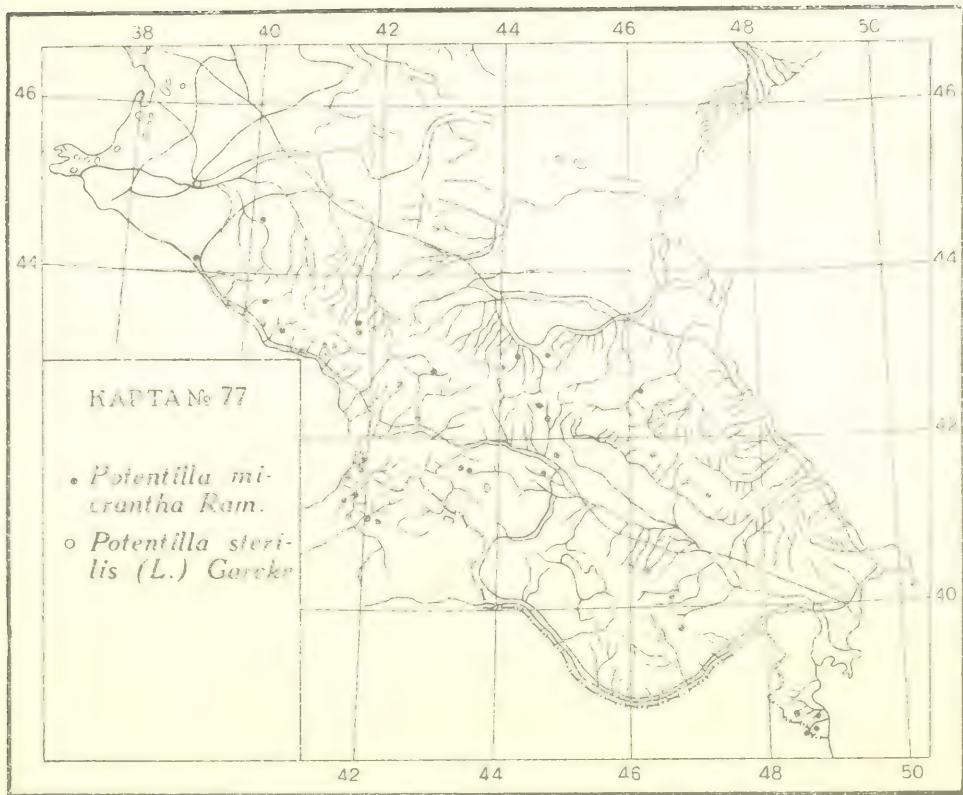 38 40 42 44 46 48 50
46 46
44 44
КАРТА № 77
42
Potentilla mi-
crantha Ram.
Potentilla steri-
lis (L.) Garcke
40
42 44 46 48 50